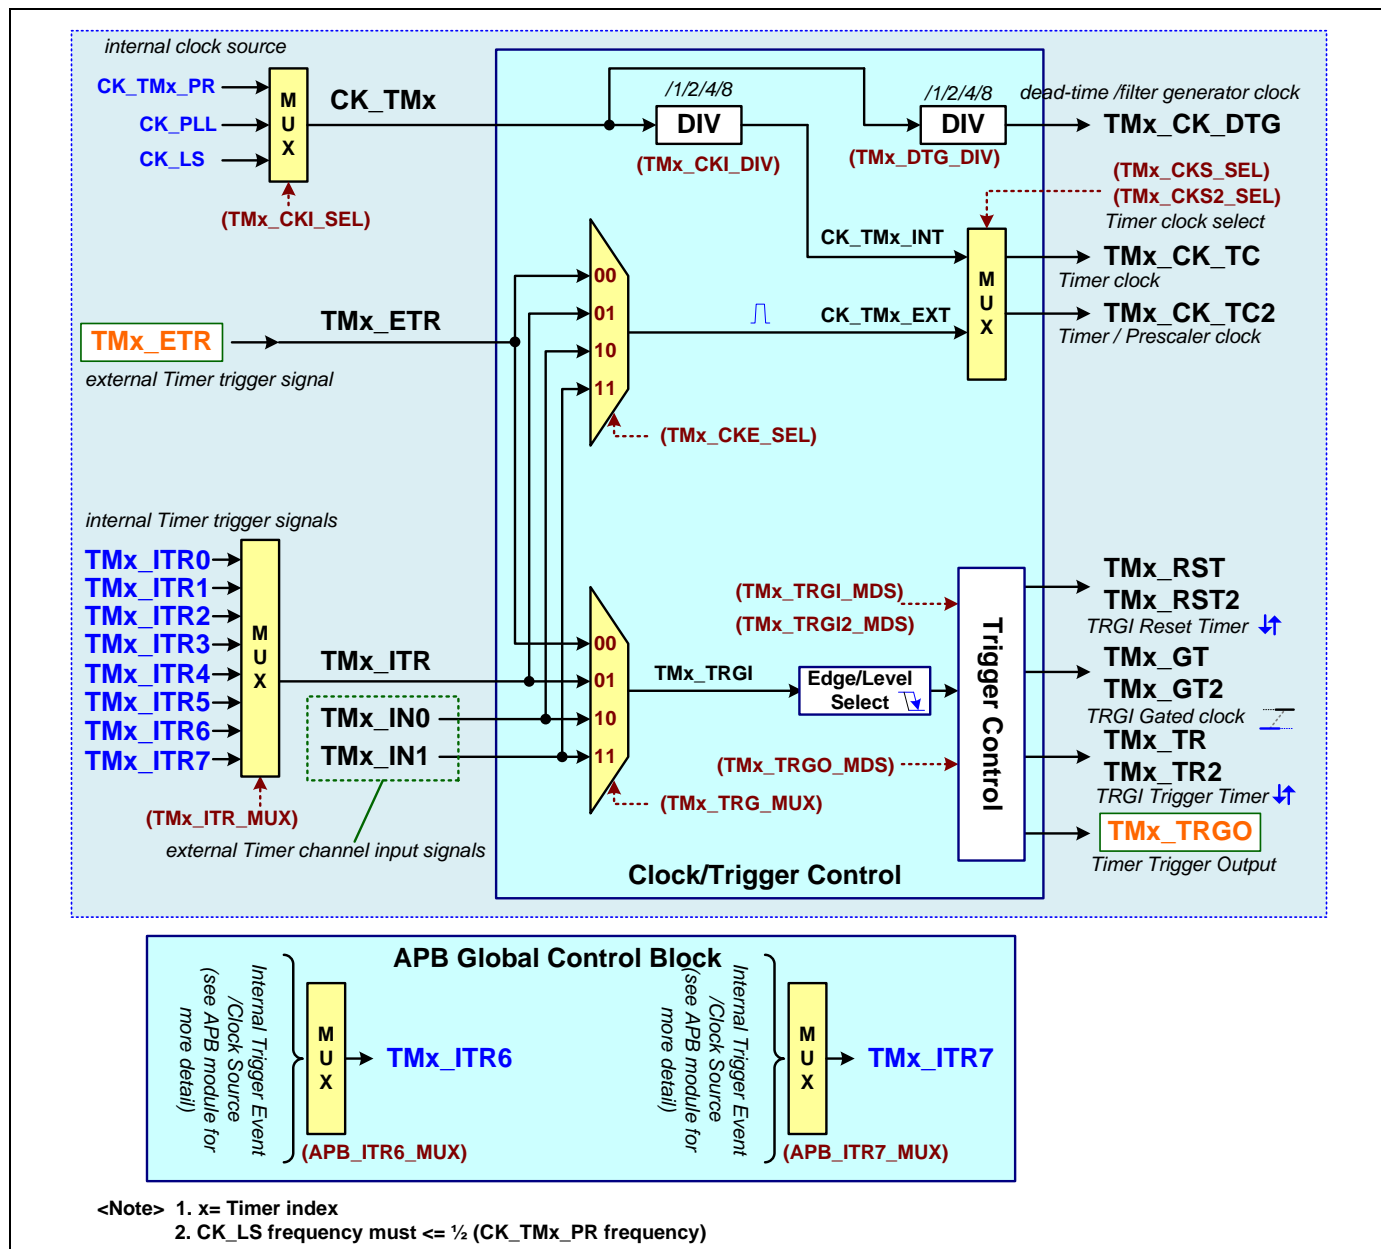 internal clock source
CK_TMx_PR
CK_PLL
CK_LS
MUX
(TMx_CKI_SEL)
CK_TMx
/1/2/4/8
DIV
(TMx_CKI_DIV)
/1/2/4/8
DIV
(TMx_DTG_DIV)
dead-time /filter generator clock
TMx_CK_DTG
(TMx_CKS_SEL)
(TMx_CKS2_SEL)
Timer clock select
CK_TMx_INT
CK_TMx_EXT
MUX
TMx_CK_TC
Timer clock
TMx_CK_TC2
Timer / Prescaler clock
TMx_ETR
external Timer trigger signal
TMx_ETR
00
01
10
11
(TMx_CKE_SEL)
internal Timer trigger signals
TMx_ITR0
TMx_ITR1
TMx_ITR2
TMx_ITR3
TMx_ITR4
TMx_ITR5
TMx_ITR6
TMx_ITR7
MUX
(TMx_ITR_MUX)
TMx_ITR
TMx_IN0
TMx_IN1
external Timer channel input signals
00
01
10
11
(TMx_TRG_MUX)
TMx_TRGI
(TMx_TRGI_MDS)
(TMx_TRGI2_MDS)
Edge/Level
Select
(TMx_TRGO_MDS)
Trigger Control
TMx_RST
TMx_RST2
TRGI Reset Timer
TMx_GT
TMx_GT2
TRGI Gated clock
TMx_TR
TMx_TR2
TRGI Trigger Timer
TMx_TRGO
Timer Trigger Output
Clock/Trigger Control
APB Global Control Block
Internal Trigger Event
/Clock Source
(see APB module for
more detail)
MUX
TMx_ITR6
(APB_ITR6_MUX)
Internal Trigger Event
/Clock Source
(see APB module for
more detail)
MUX
TMx_ITR7
(APB_ITR7_MUX)
<Note> 1. x= Timer index
2. CK_LS frequency must <= ½ (CK_TMx_PR frequency)